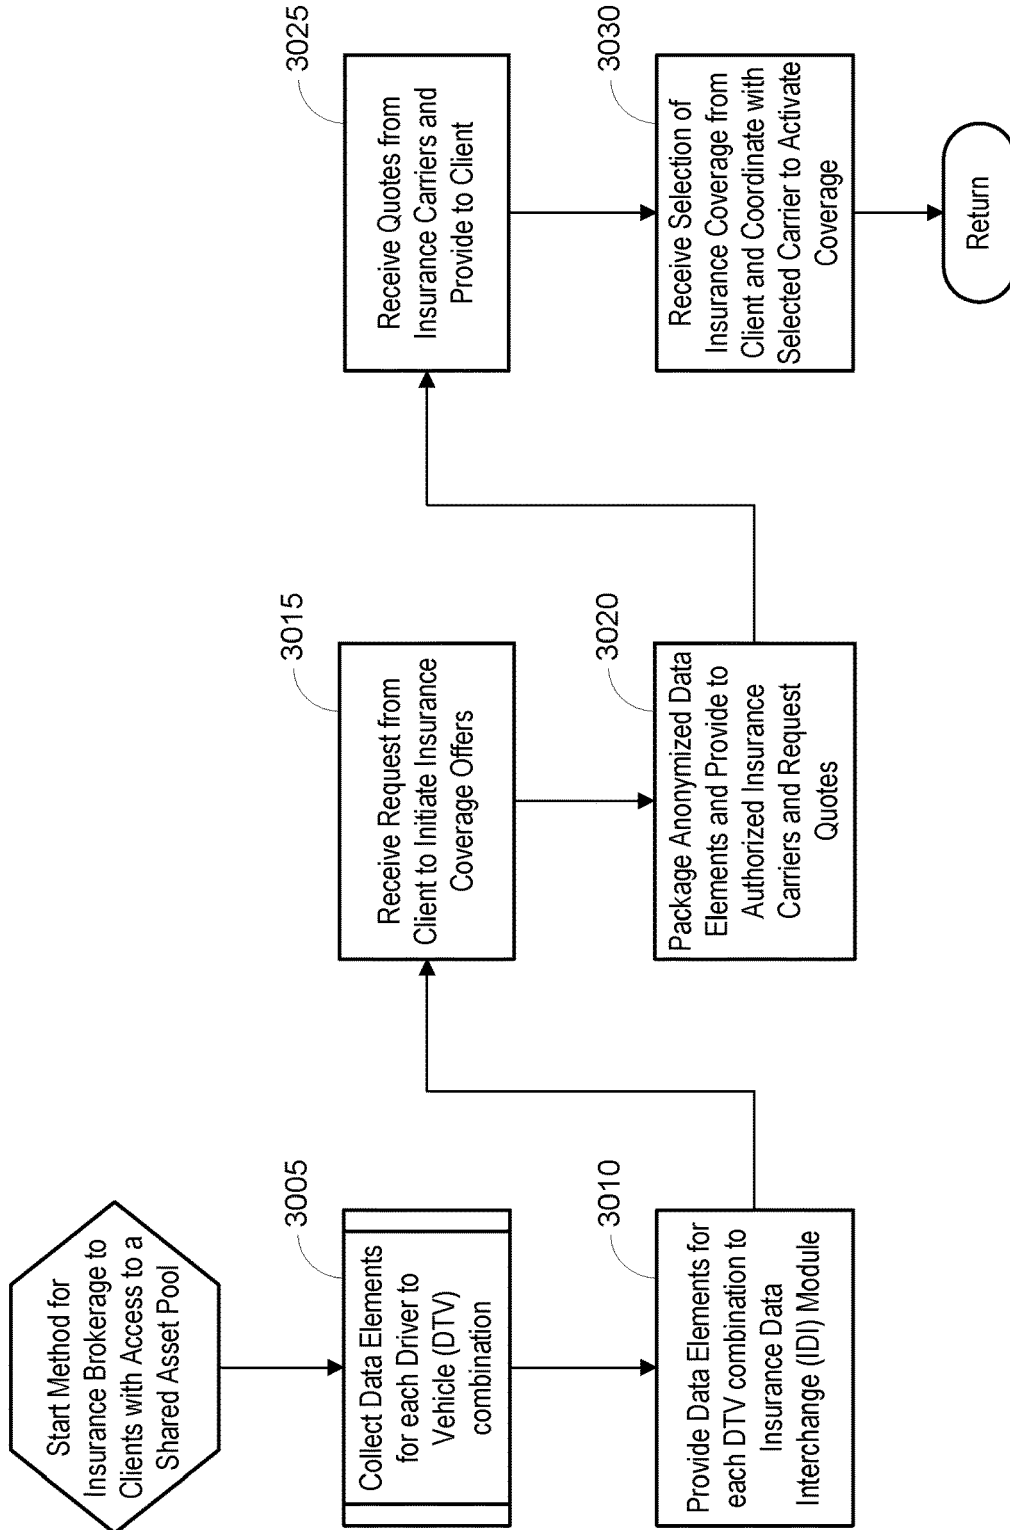 Start Method for
Insurance Brokerage to
Clients with Access to a
Shared Asset Pool
3005
Collect Data Elements
for each Driver to
Vehicle (DTV)
combination
3010
Provide Data Elements for
each DTV combination to
Insurance Data
Interchange (IDI) Module
3015
Receive Request from
Client to Initiate Insurance
Coverage Offers
3020
Package Anonymized Data
Elements and Provide to
Authorized Insurance
Carriers and Request
Quotes
3025
Receive Quotes from
Insurance Carriers and
Provide to Client
3030
Receive Selection of
Insurance Coverage from
Client and Coordinate with
Selected Carrier to Activate
Coverage
Return